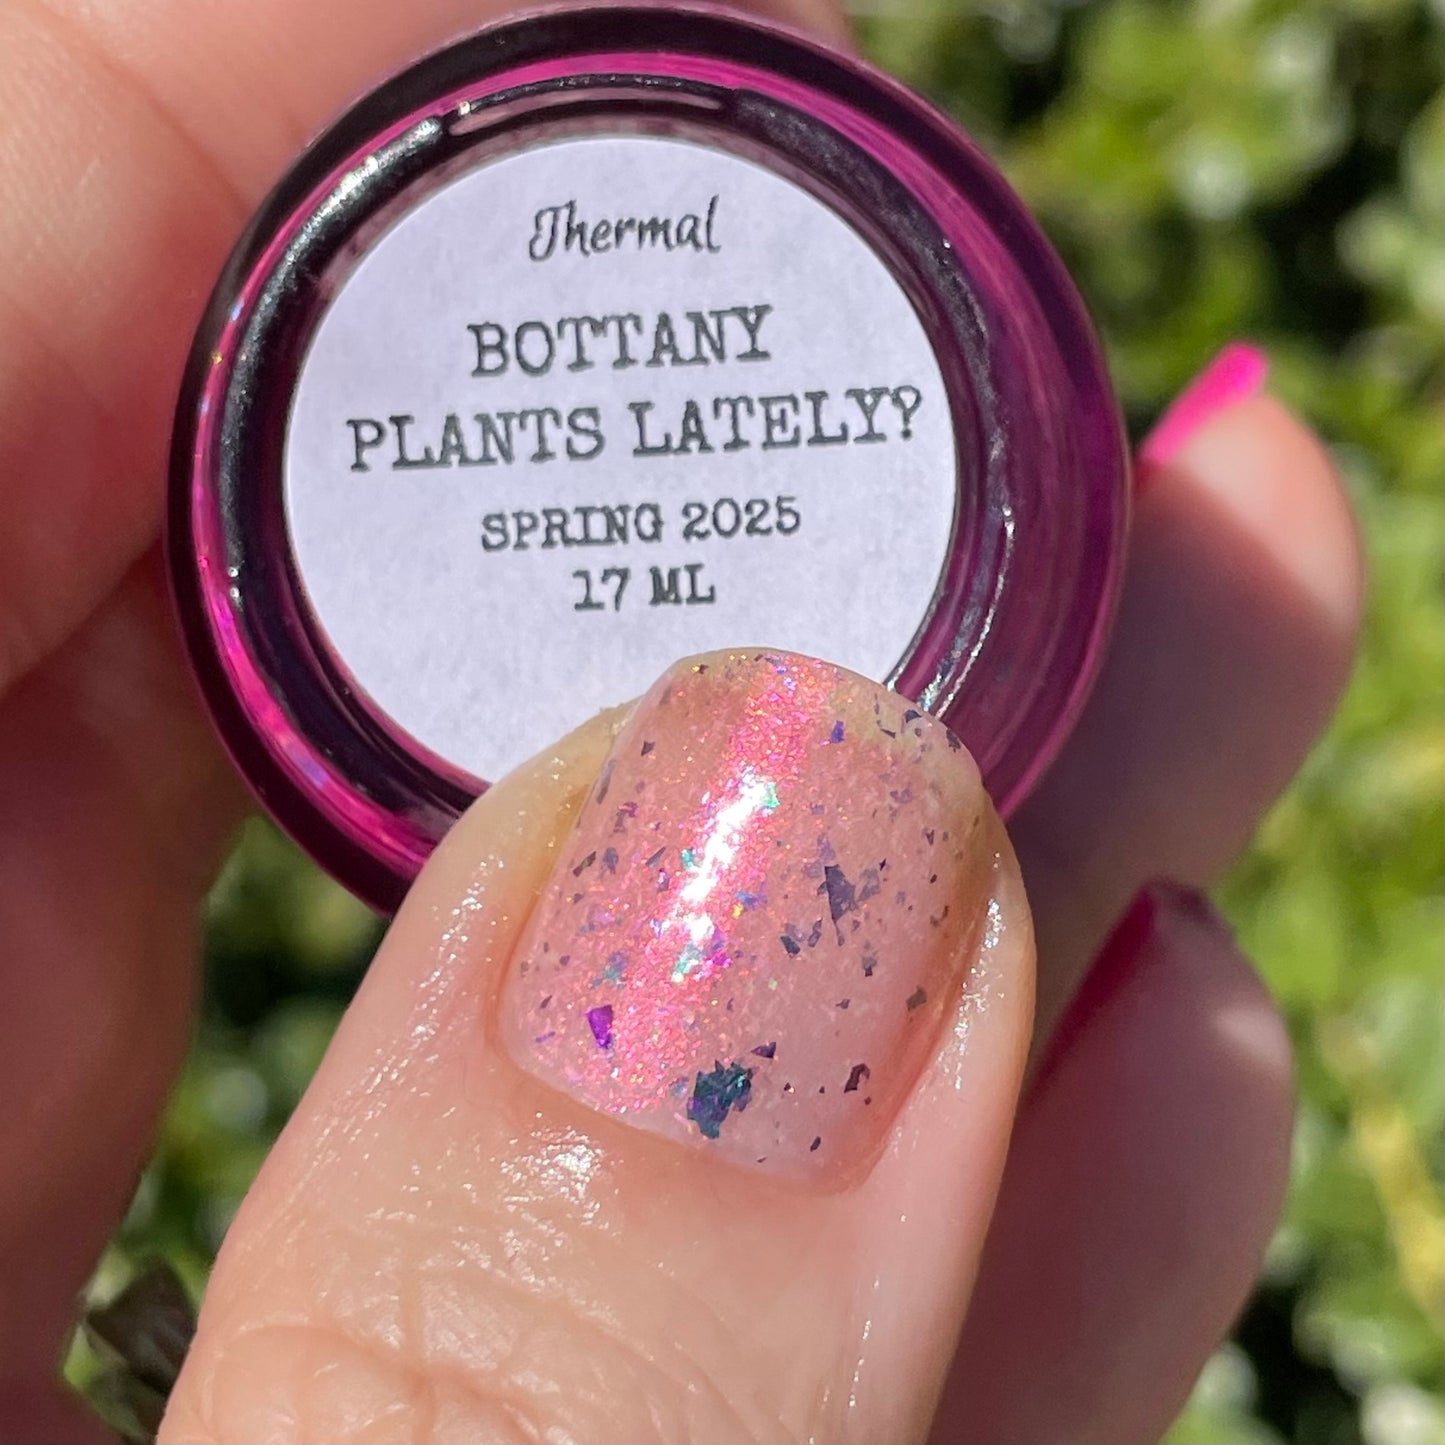 Thermal
BOTTANY
PLANTS LATELY?
SPRING 2025
17 ML